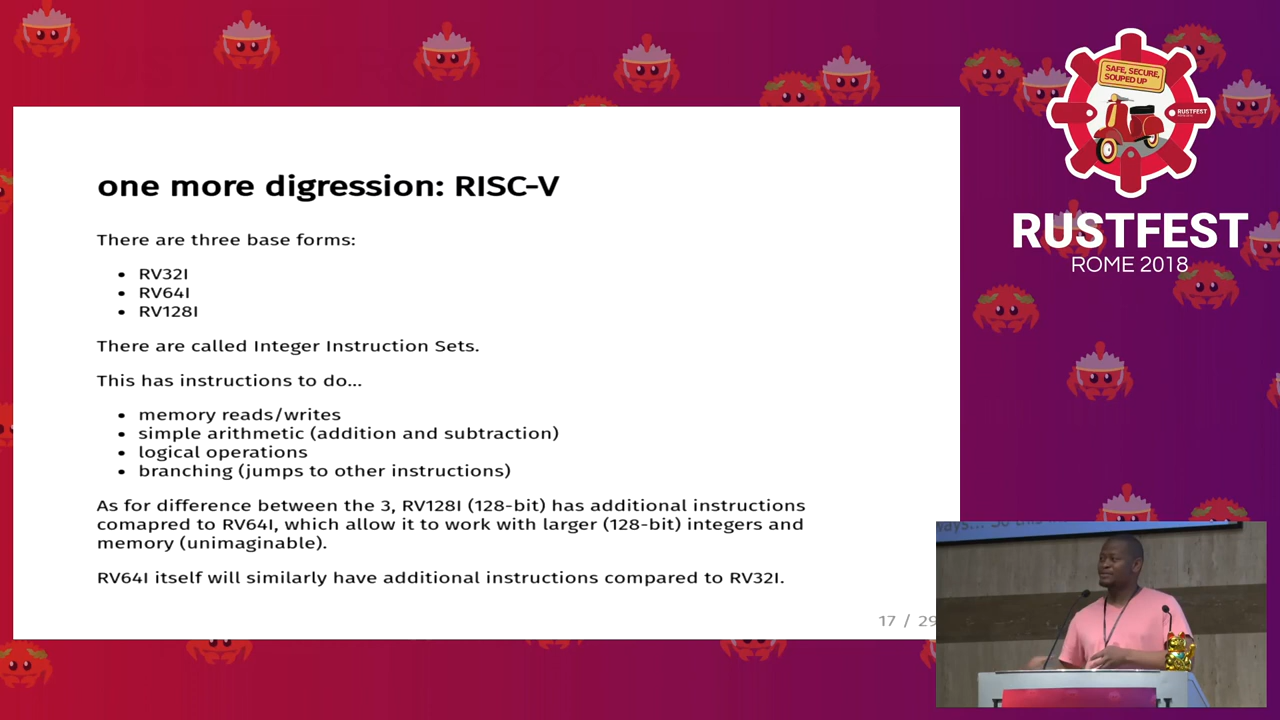 one more digression: RISC-V
There are three base forms:
• RV32I
• RV64I
• RV128I
There are called Integer Instruction Sets.
This has instructions to do...
• memory reads/writes
• simple arithmetic (addition and subtraction)
• logical operations
• branching (jumps to other instructions)
As for difference between the 3, RV128I (128-bit) has additional instructions
comapred to RV64I, which allow it to work with larger (128-bit) integers and
memory (unimaginable).
RV64I itself will similarly have additional instructions compared to RV32I.
17 / 29
SAFE, SECURE,
SOUPED UP
RUSTFEST
RUSTFEST
ROME 2018